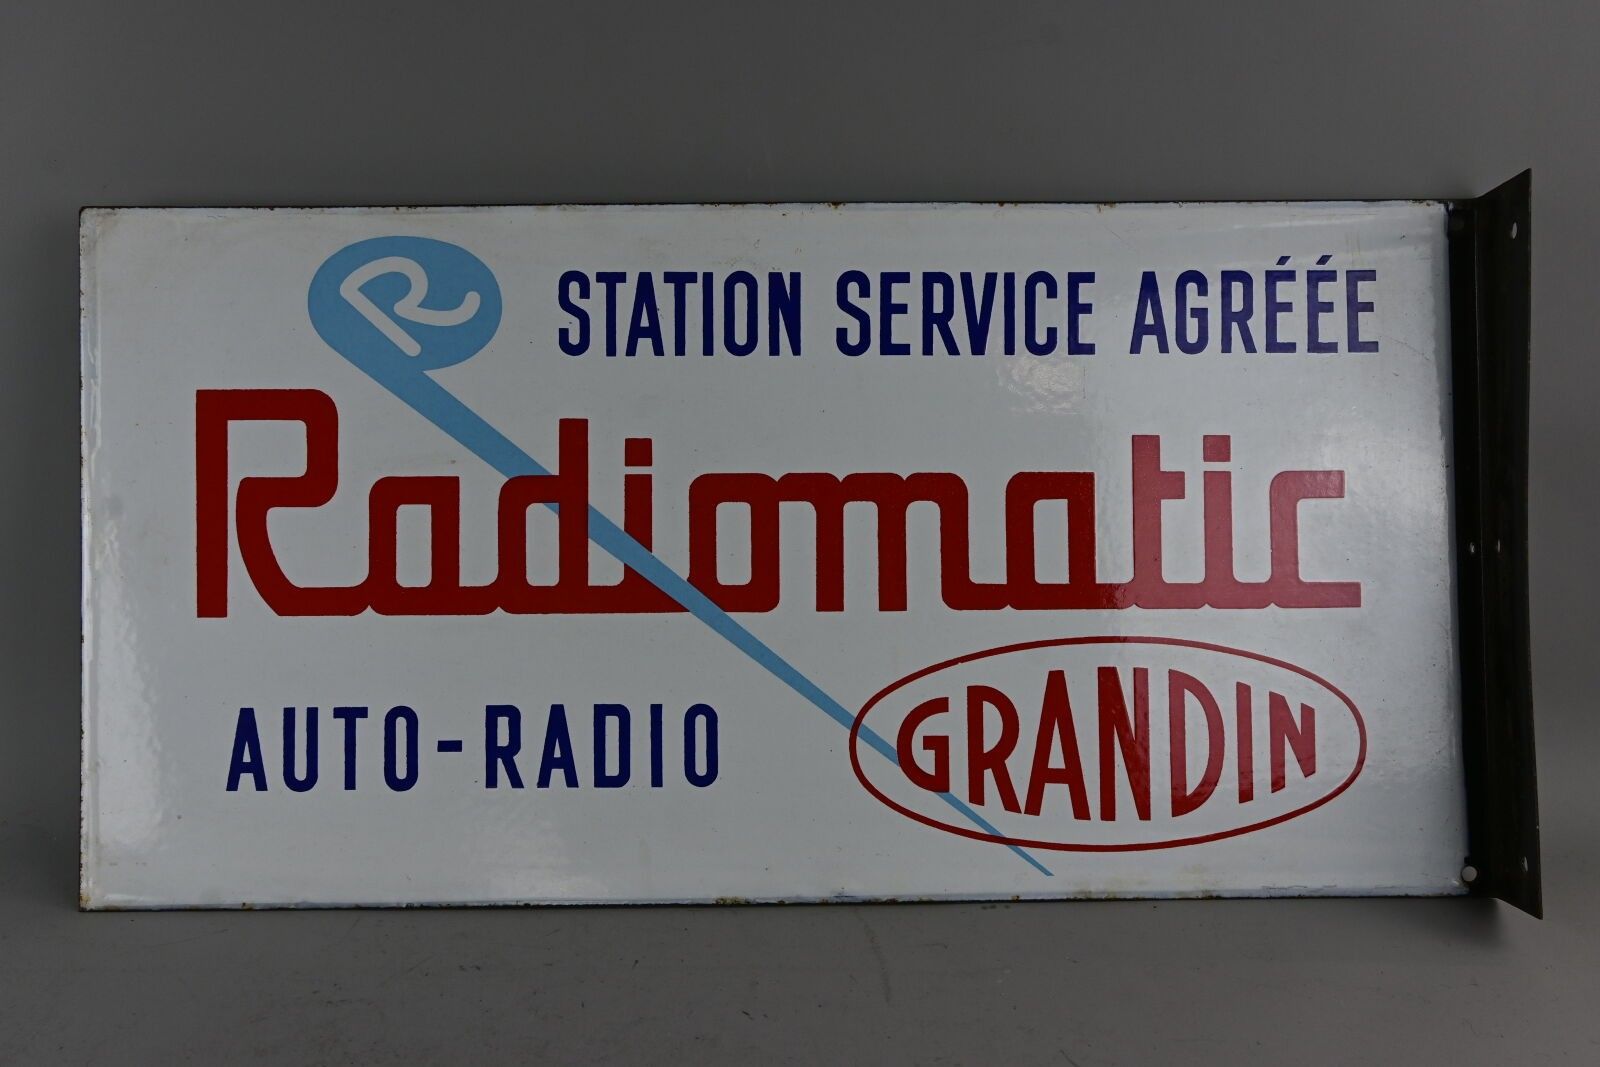 R
STATION SERVICE AGRÉÉE
Radiomatic
AUTO-RADIO
GRANDIN